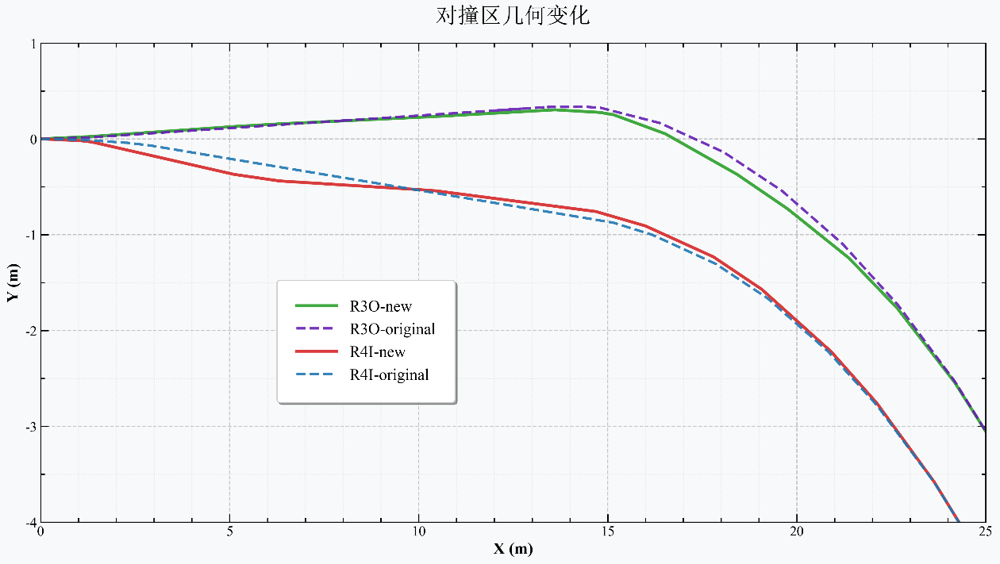 对撞区几何变化
1
0
-1
-2
-3
-4
Y (m)
R3O-new
R3O-original
R4I-new
R4I-original
0 5 10 15 20 25
X (m)